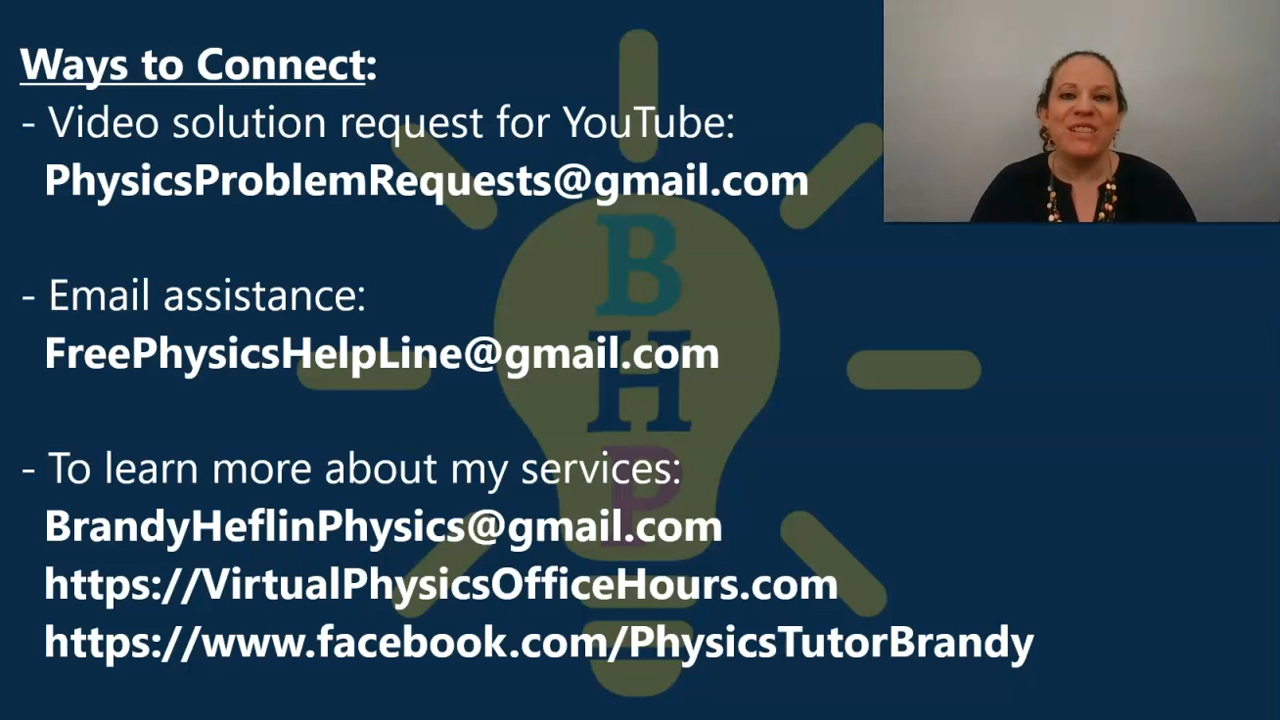 Ways to Connect:
- Video solution request for YouTube:
PhysicsProblemRequests@gmail.com
- Email assistance:
FreePhysicsHelpLine@gmail.com
- To learn more about my services:
BrandyHeflinPhysics@gmail.com
https://VirtualPhysicsOfficeHours.com
https://www.facebook.com/PhysicsTutorBrandy
B
H
P